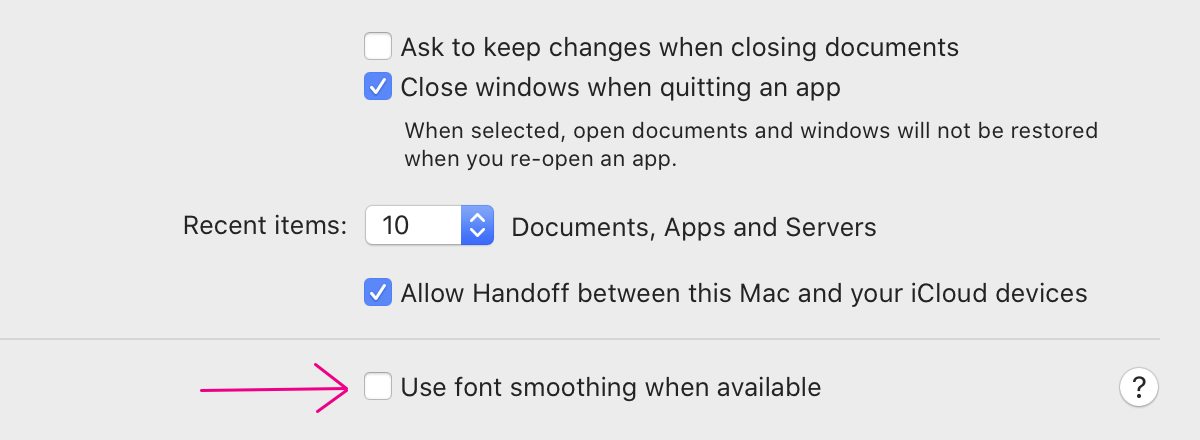 Ask to keep changes when closing documents
Close windows when quitting an app
When selected, open documents and windows will not be restored
when you re-open an app.
Recent items: 10 Documents, Apps and Servers
Allow Handoff between this Mac and your iCloud devices
Use font smoothing when available ?